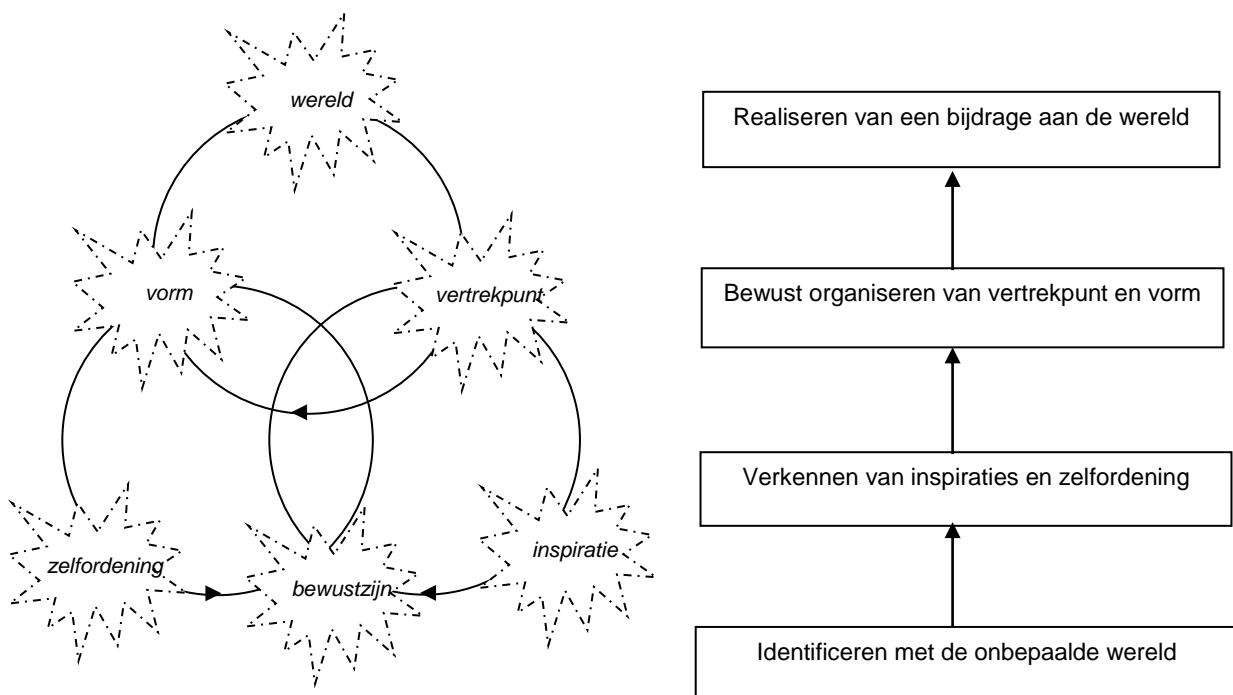 wereld
vorm
vertrekpunt
zelfordening
bewustzijn
inspiratie
Realiseren van een bijdrage aan de wereld
Bewust organiseren van vertrekpunt en vorm
Verkennen van inspiraties en zelfordening
Identificeren met de onbepaalde wereld